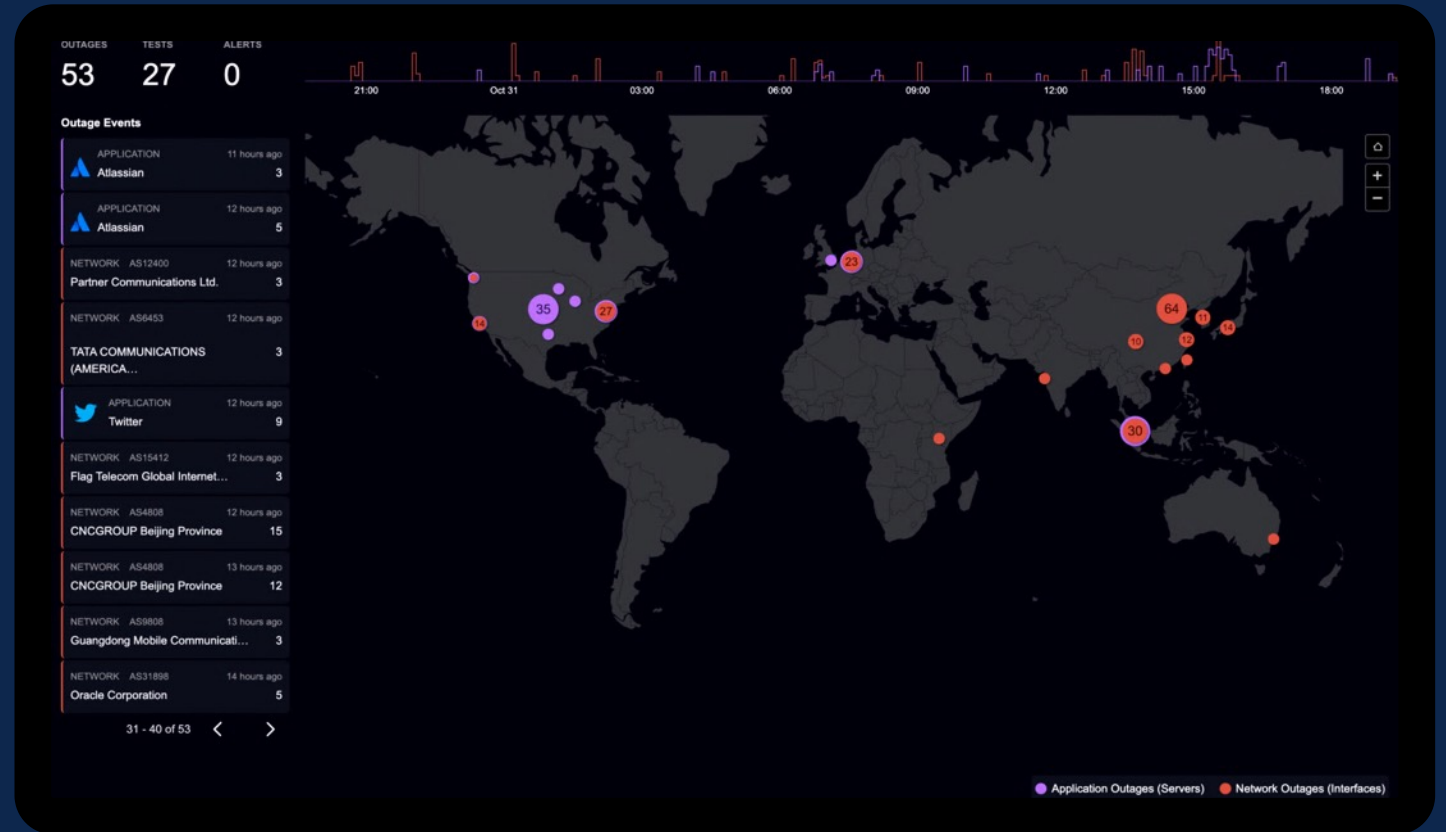 OUTAGES TESTS ALERTS
53 27 0
21:00 Oct 31 03:00 06:00 09:00 12:00 15:00 18:00
Outage Events
APPLICATION 11 hours ago
Atlassian 3
APPLICATION 12 hours ago
Atlassian 5
NETWORK AS12400 12 hours ago
Partner Communications Ltd. 3
NETWORK AS6453 12 hours ago
TATA COMMUNICATIONS 3
(AMERICA...
APPLICATION 12 hours ago
Twitter 9
NETWORK AS15412 12 hours ago
Flag Telecom Global Internet... 3
NETWORK AS4808 12 hours ago
CNCGROUP Beijing Province 15
NETWORK AS4808 13 hours ago
CNCGROUP Beijing Province 12
NETWORK AS9808 13 hours ago
Guangdong Mobile Communicati... 3
NETWORK AS31898 14 hours ago
Oracle Corporation 5
31 - 40 of 53
+
−
23
35 27 64
14 11 14
10 12
30
Application Outages (Servers) Network Outages (Interfaces)